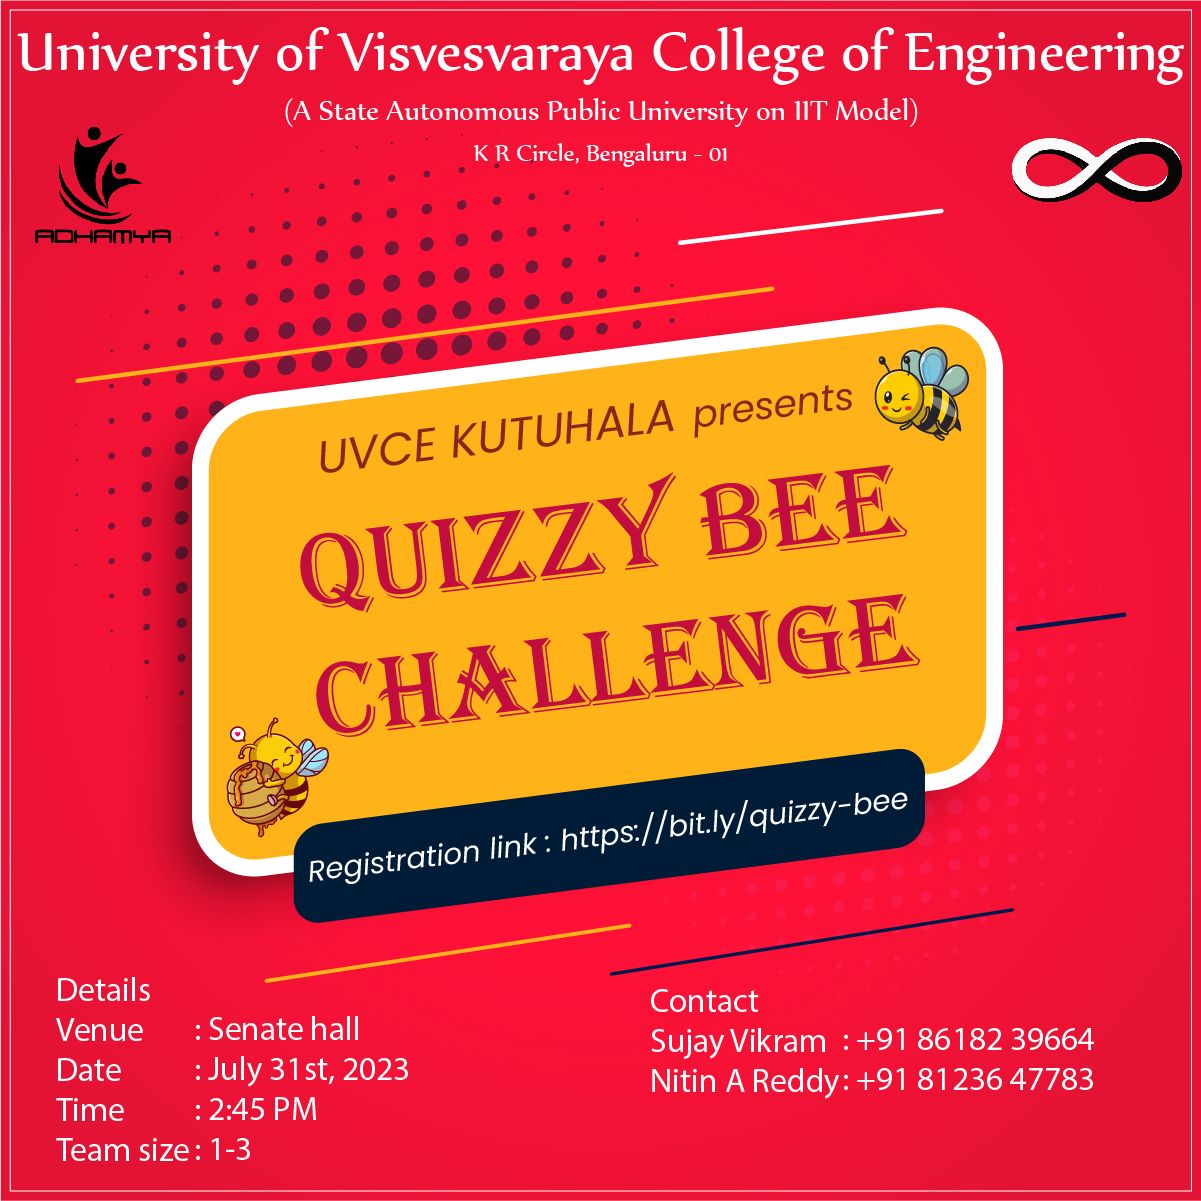 University of Visvesvaraya College of Engineering
(A State Autonomous Public University on IIT Model)
K R Circle, Bengaluru - 01
ADHAMYA
UVCE KUTUHALA presents
QUIZZY BEE
CHALLENGE
Registration link : https://bit.ly/quizzy-bee
Details
Venue : Senate hall
Date : July 31st, 2023
Time : 2:45 PM
Team size : 1-3
Contact
Sujay Vikram : +91 86182 39664
Nitin A Reddy : +91 81236 47783